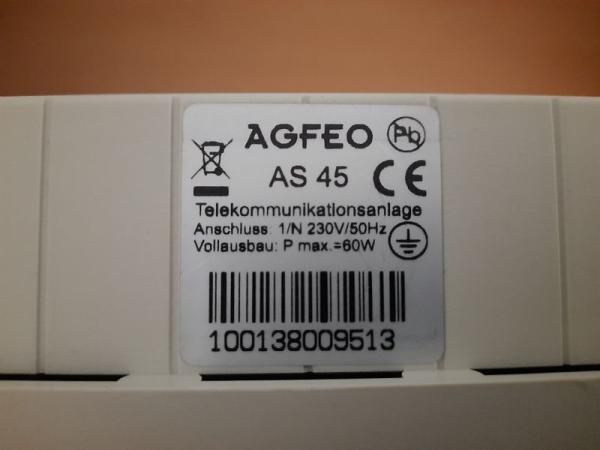 AGFEO
Pb
AS 45
CE
Telekommunikationsanlage
Anschluss: 1/N 230V/50Hz
Vollausbau: P max.=60W
100138009513